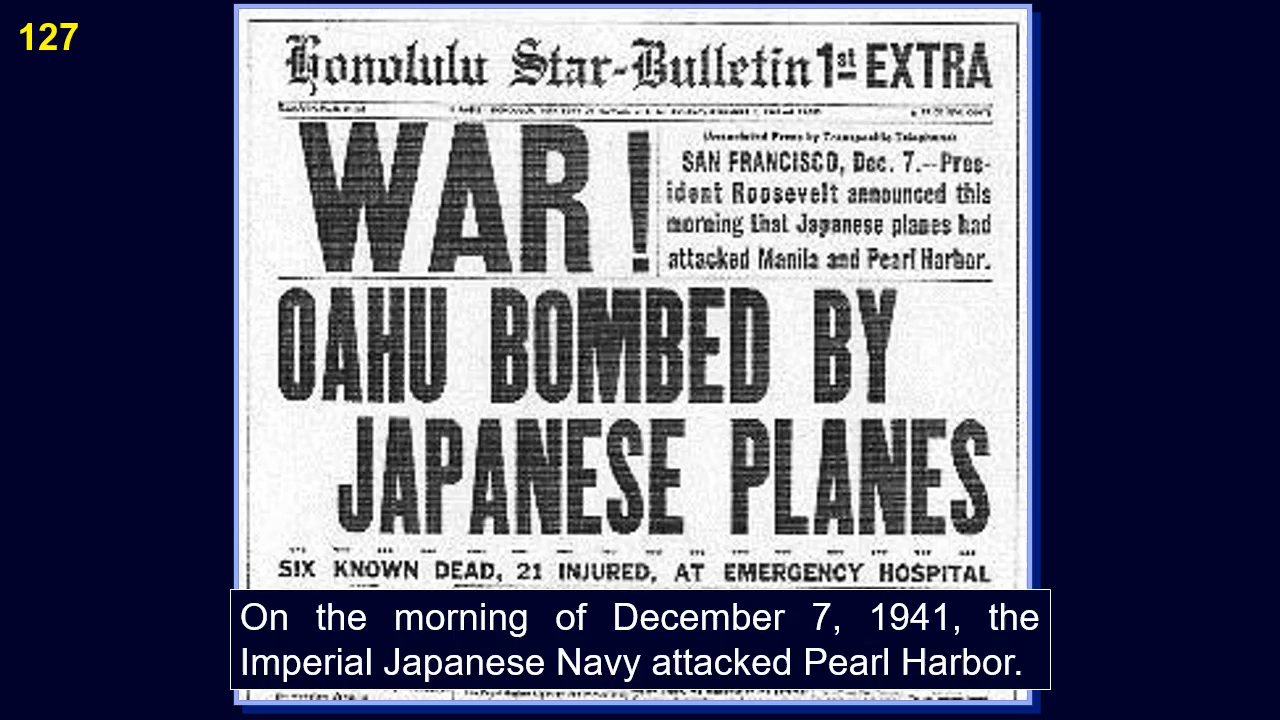 127
Honolulu Star-Bulletin 1st EXTRA
WAR!
SAN FRANCISCO, Dec. 7.--Pres-
ident Roosevelt announced this
morning that Japanese planes had
attacked Manila and Pearl Harbor.
OAHU BOMBED BY
JAPANESE PLANES
SIX KNOWN DEAD, 21 INJURED, AT EMERGENCY HOSPITAL
On the morning of December 7, 1941, the
Imperial Japanese Navy attacked Pearl Harbor.